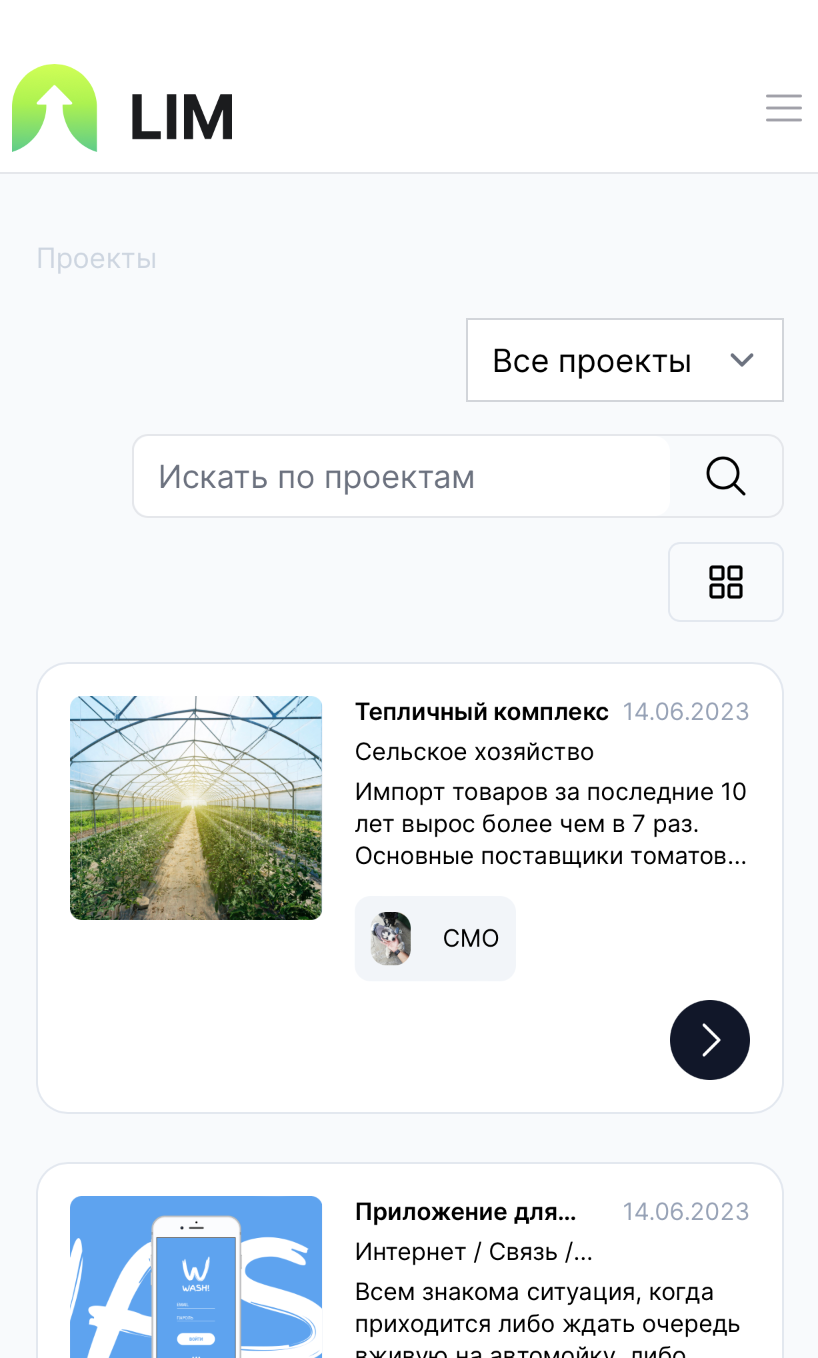 LIM
Проекты
Все проекты
Искать по проектам
Тепличный комплекс 14.06.2023
Сельское хозяйство
Импорт товаров за последние 10
лет вырос более чем в 7 раз.
Основные поставщики томатов...
СМО
Приложение для... 14.06.2023
Интернет / Связь /...
Всем знакома ситуация, когда
приходится либо ждать очередь
вживую на автомойку, либо
WASH!